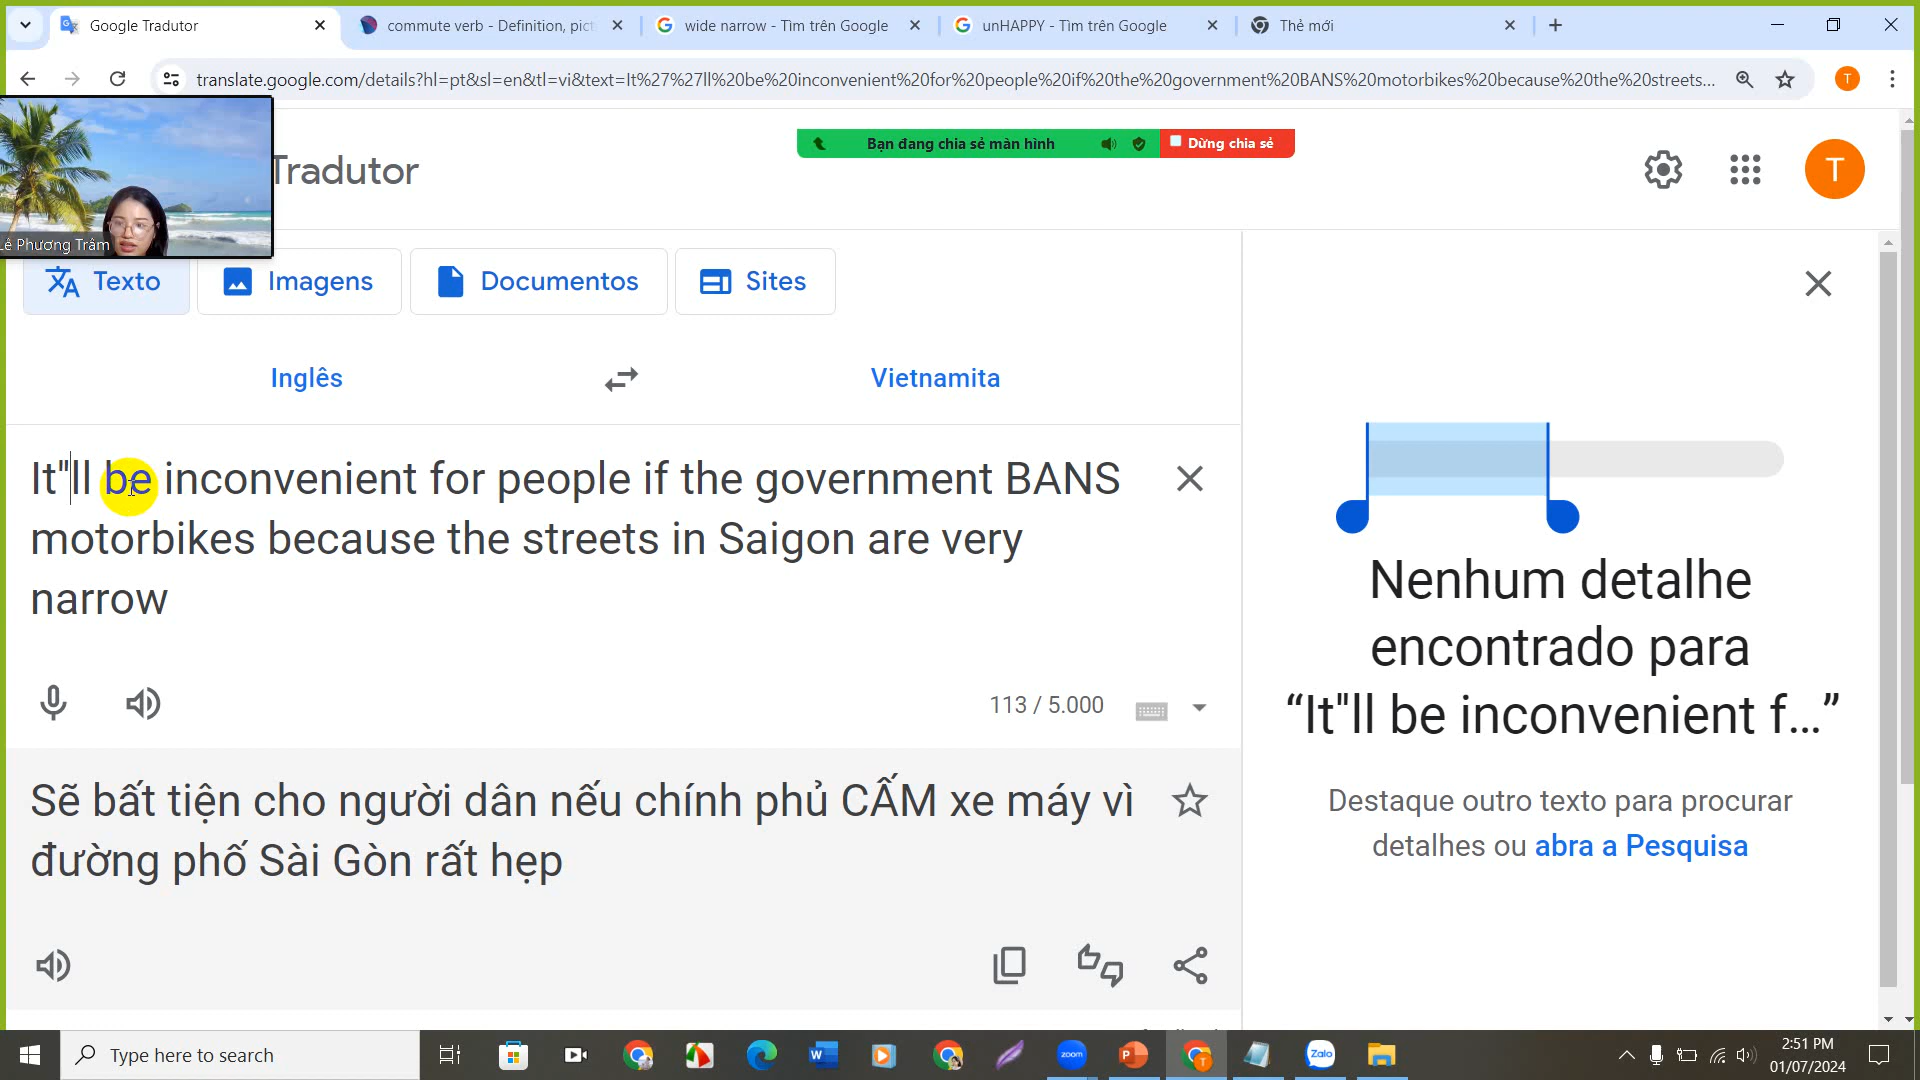 Google Tradutor
commute verb - Definition, pict
wide narrow - Tìm trên Google
unHAPPY - Tìm trên Google
Thẻ mới
translate.google.com/details?hl=pt&sl=en&tl=vi&text=It%27%27ll%20be%20inconvenient%20for%20people%20if%20the%20government%20BANS%20motorbikes%20because%20the%20streets...
T
Lê Phương Trâm
Tradutor
Bạn đang chia sẻ màn hình
Dừng chia sẻ
T
Texto
Imagens
Documentos
Sites
Inglês
Vietnamita
It''ll be inconvenient for people if the government BANS
motorbikes because the streets in Saigon are very
narrow
113 / 5.000
Sẽ bất tiện cho người dân nếu chính phủ CẤM xe máy vì
đường phố Sài Gòn rất hẹp
Nenhum detalhe
encontrado para
“It''ll be inconvenient f...”
Destaque outro texto para procurar
detalhes ou abra a Pesquisa
Type here to search
zoom
Zalo
2:51 PM
01/07/2024